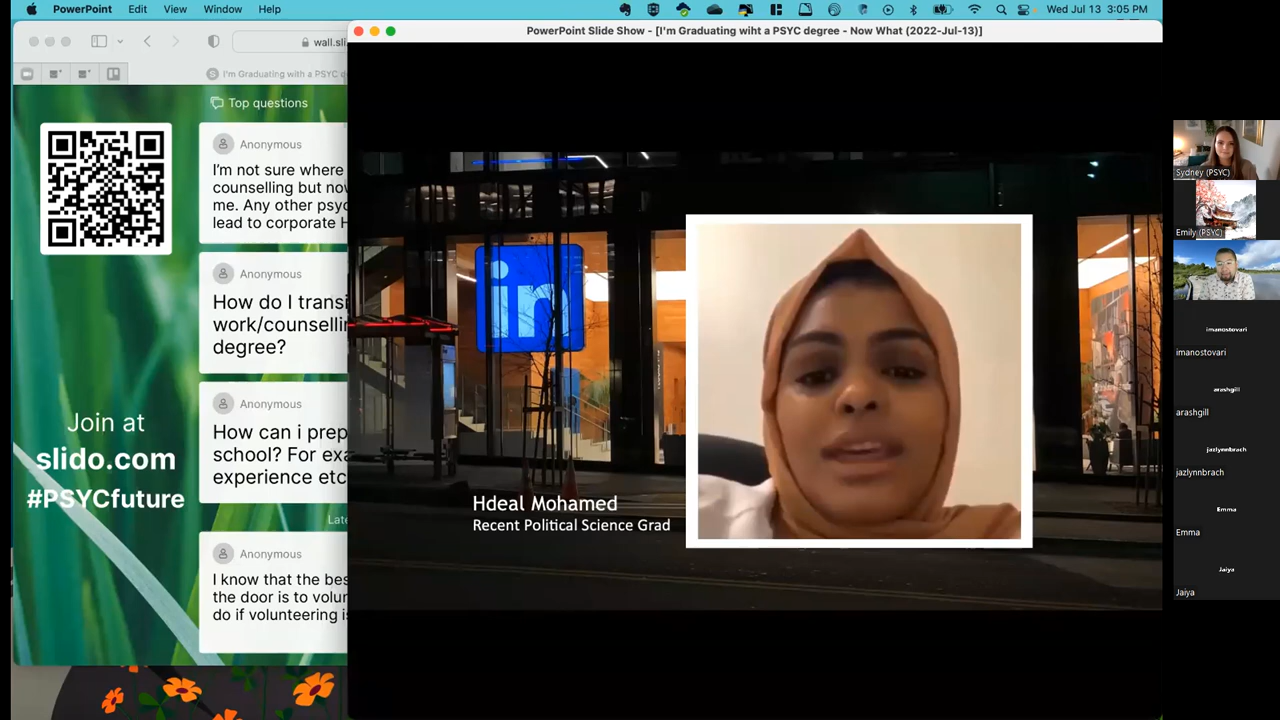 PowerPoint Edit View Window Help
Wed Jul 13 3:05 PM
PowerPoint Slide Show - [I'm Graduating wiht a PSYC degree - Now What (2022-Jul-13)]
wall.sli
I'm Graduating with a PSYC d
Top questions
Anonymous
I'm not sure where
counselling but now
me. Any other psyc
lead to corporate H
Anonymous
How do I transi
work/counsellin
degree?
Anonymous
How can i prep
school? For exa
experience etc
Late
Anonymous
I know that the bes
the door is to volun
do if volunteering is
Join at
slido.com
#PSYCfuture
in
Hdeal Mohamed
Recent Political Science Grad
Sydney (PSYC)
Emily (PSYC)
imanostovari
imanostovari
arashgill
arashgill
jazlynnbrach
jazlynnbrach
Emma
Emma
Jaiya
Jaiya